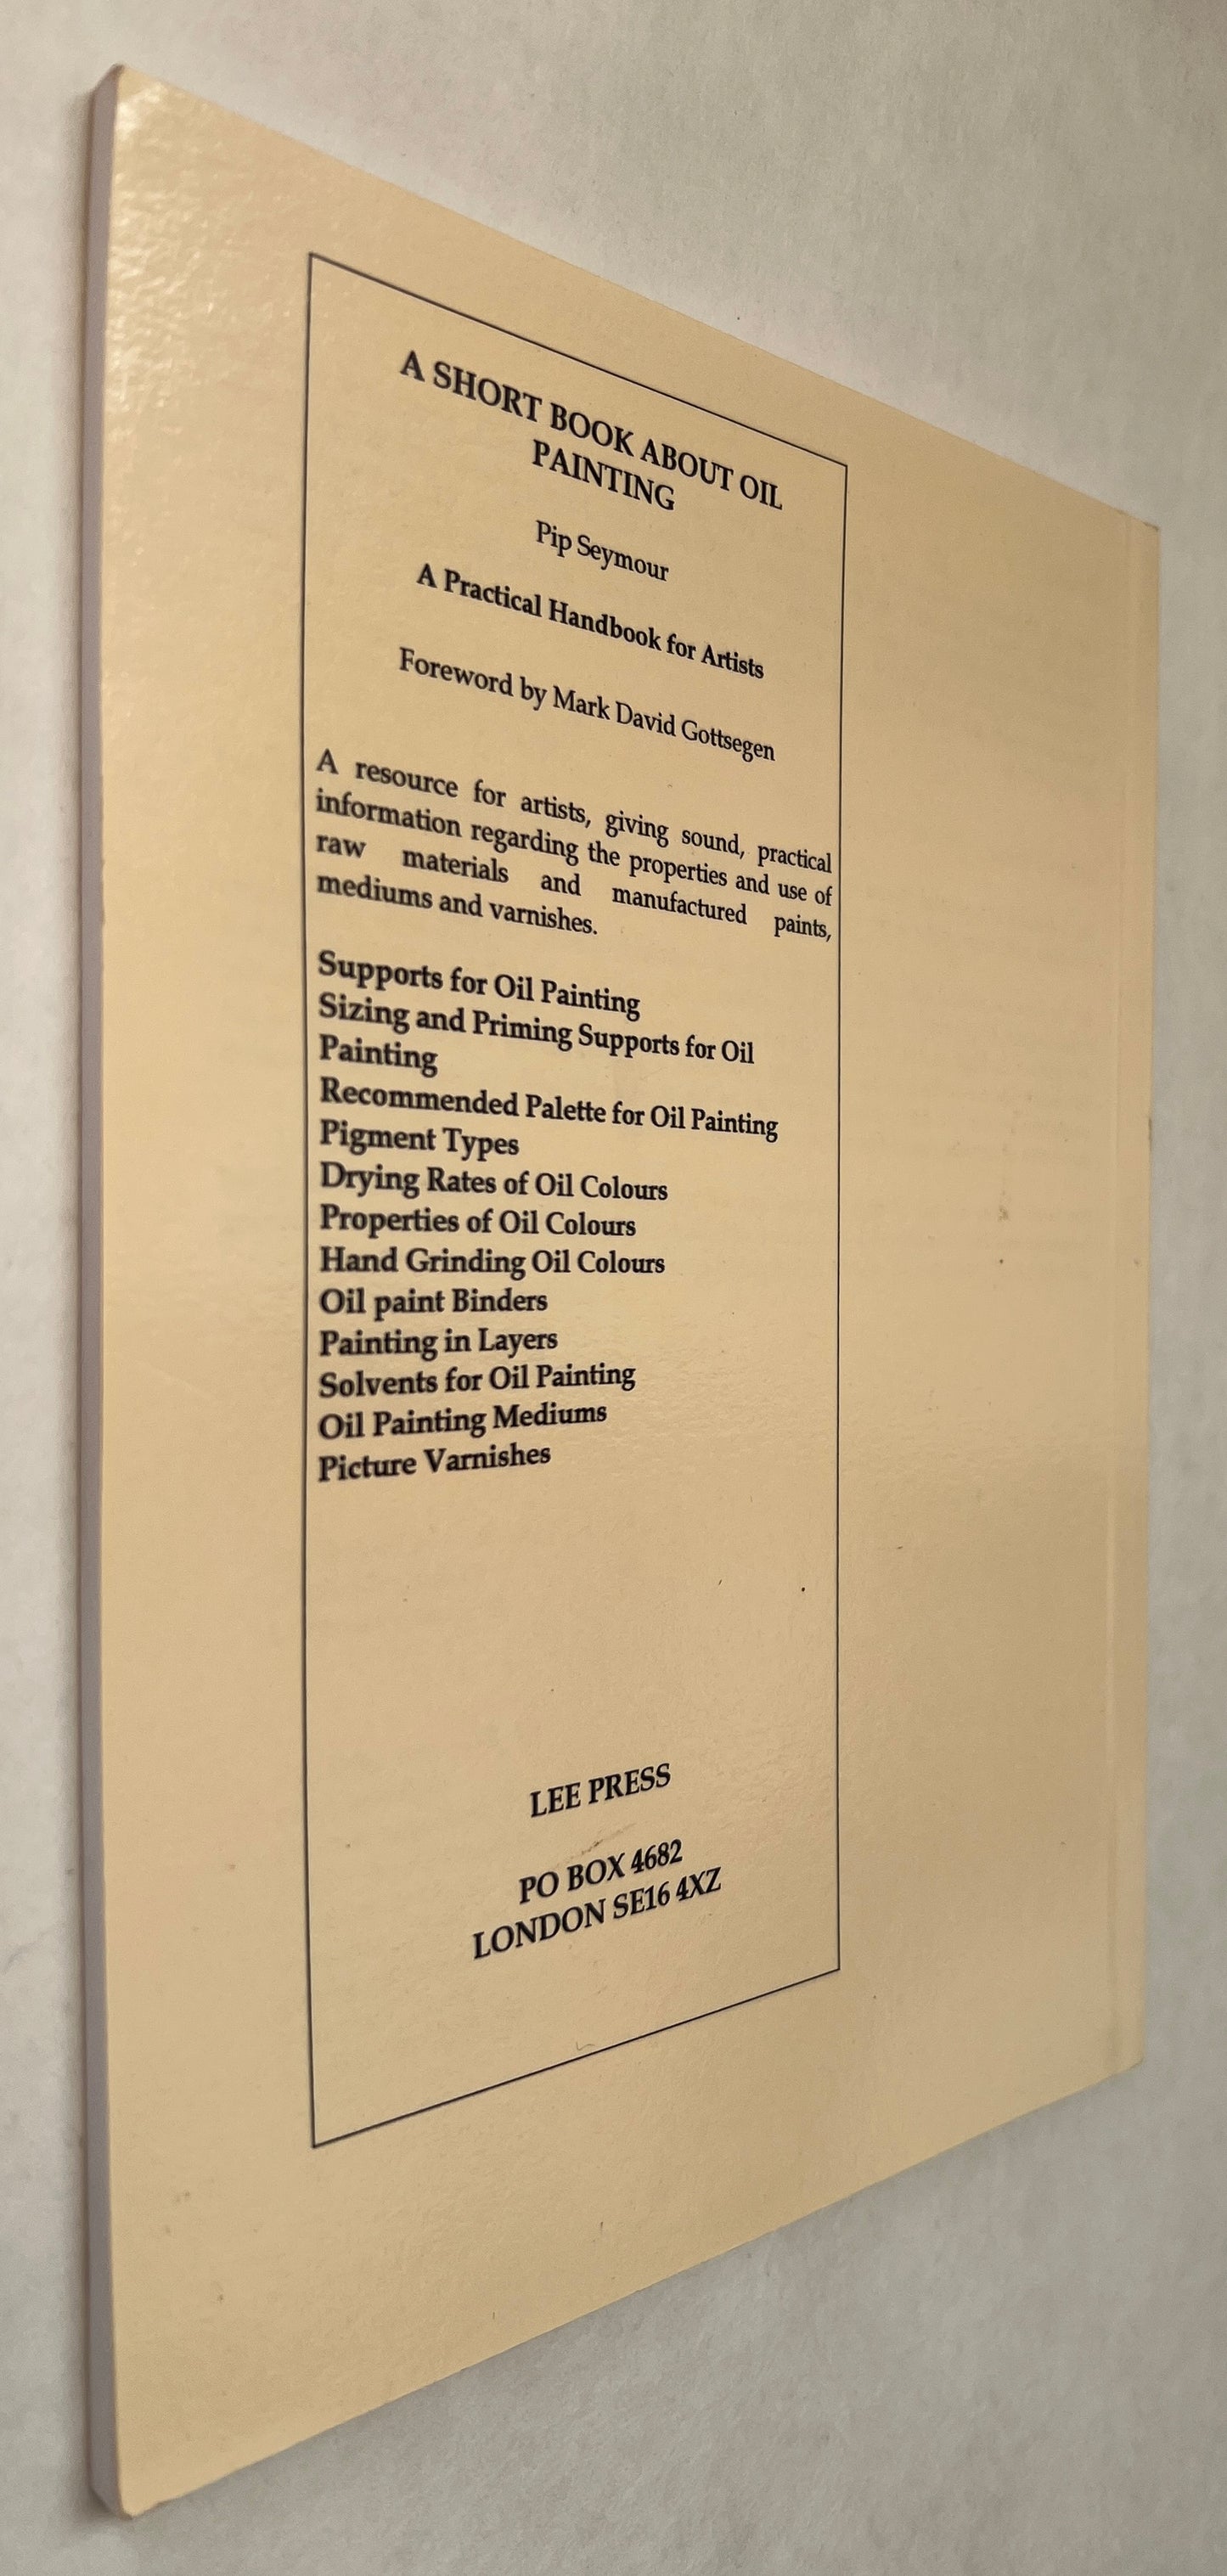 A SHORT BOOK ABOUT OIL
PAINTING
Pip Seymour
A Practical Handbook for Artists
Foreword by Mark David Gottsegen
A resource for artists, giving sound, practical
information regarding the properties and use of
raw materials and manufactured paints,
mediums and varnishes.
Supports for Oil Painting
Sizing and Priming Supports for Oil
Painting
Recommended Palette for Oil Painting
Pigment Types
Drying Rates of Oil Colours
Properties of Oil Colours
Hand Grinding Oil Colours
Oil paint Binders
Painting in Layers
Solvents for Oil Painting
Oil Painting Mediums
Picture Varnishes
LEE PRESS
PO BOX 4682
LONDON SE16 4XZ